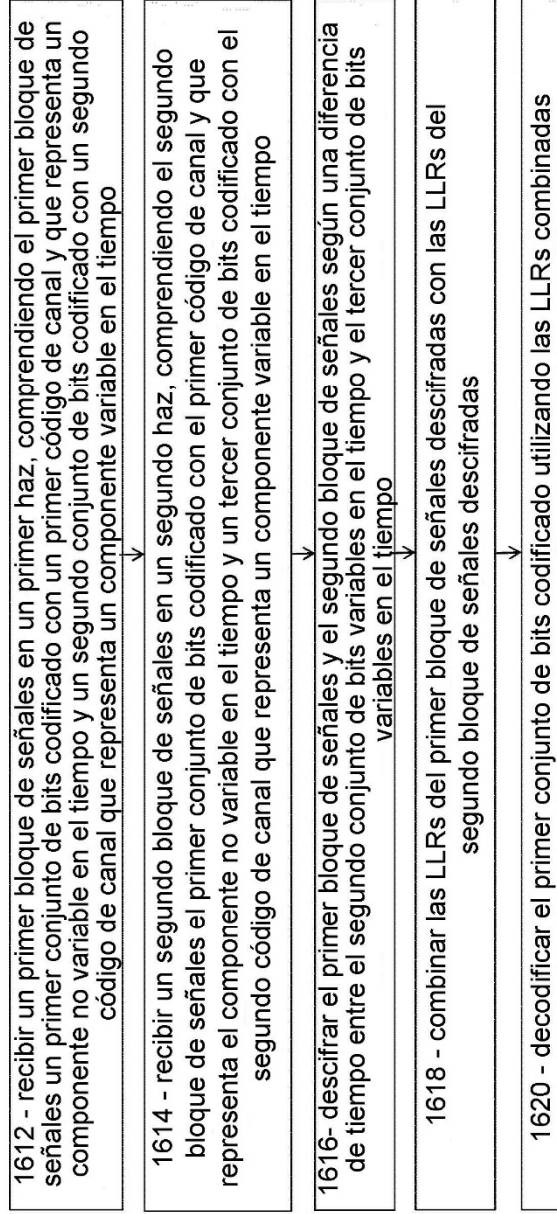 1612 - recibir un primer bloque de señales en un primer haz, comprendiendo el primer bloque de
señales un primer conjunto de bits codificado con un primer código de canal y que representa un
componente no variable en el tiempo y un segundo conjunto de bits codificado con un segundo
código de canal que representa un componente variable en el tiempo
1614 - recibir un segundo bloque de señales en un segundo haz, comprendiendo el segundo
bloque de señales el primer conjunto de bits codificado con el primer código de canal y que
representa el componente no variable en el tiempo y un tercer conjunto de bits codificado con el
segundo código de canal que representa un componente variable en el tiempo
1616- descifrar el primer bloque de señales y el segundo bloque de señales según una diferencia
de tiempo entre el segundo conjunto de bits variables en el tiempo y el tercer conjunto de bits
variables en el tiempo
1618 - combinar las LLRs del primer bloque de señales descifradas con las LLRs del
segundo bloque de señales descifradas
1620 - decodificar el primer conjunto de bits codificado utilizando las LLRs combinadas